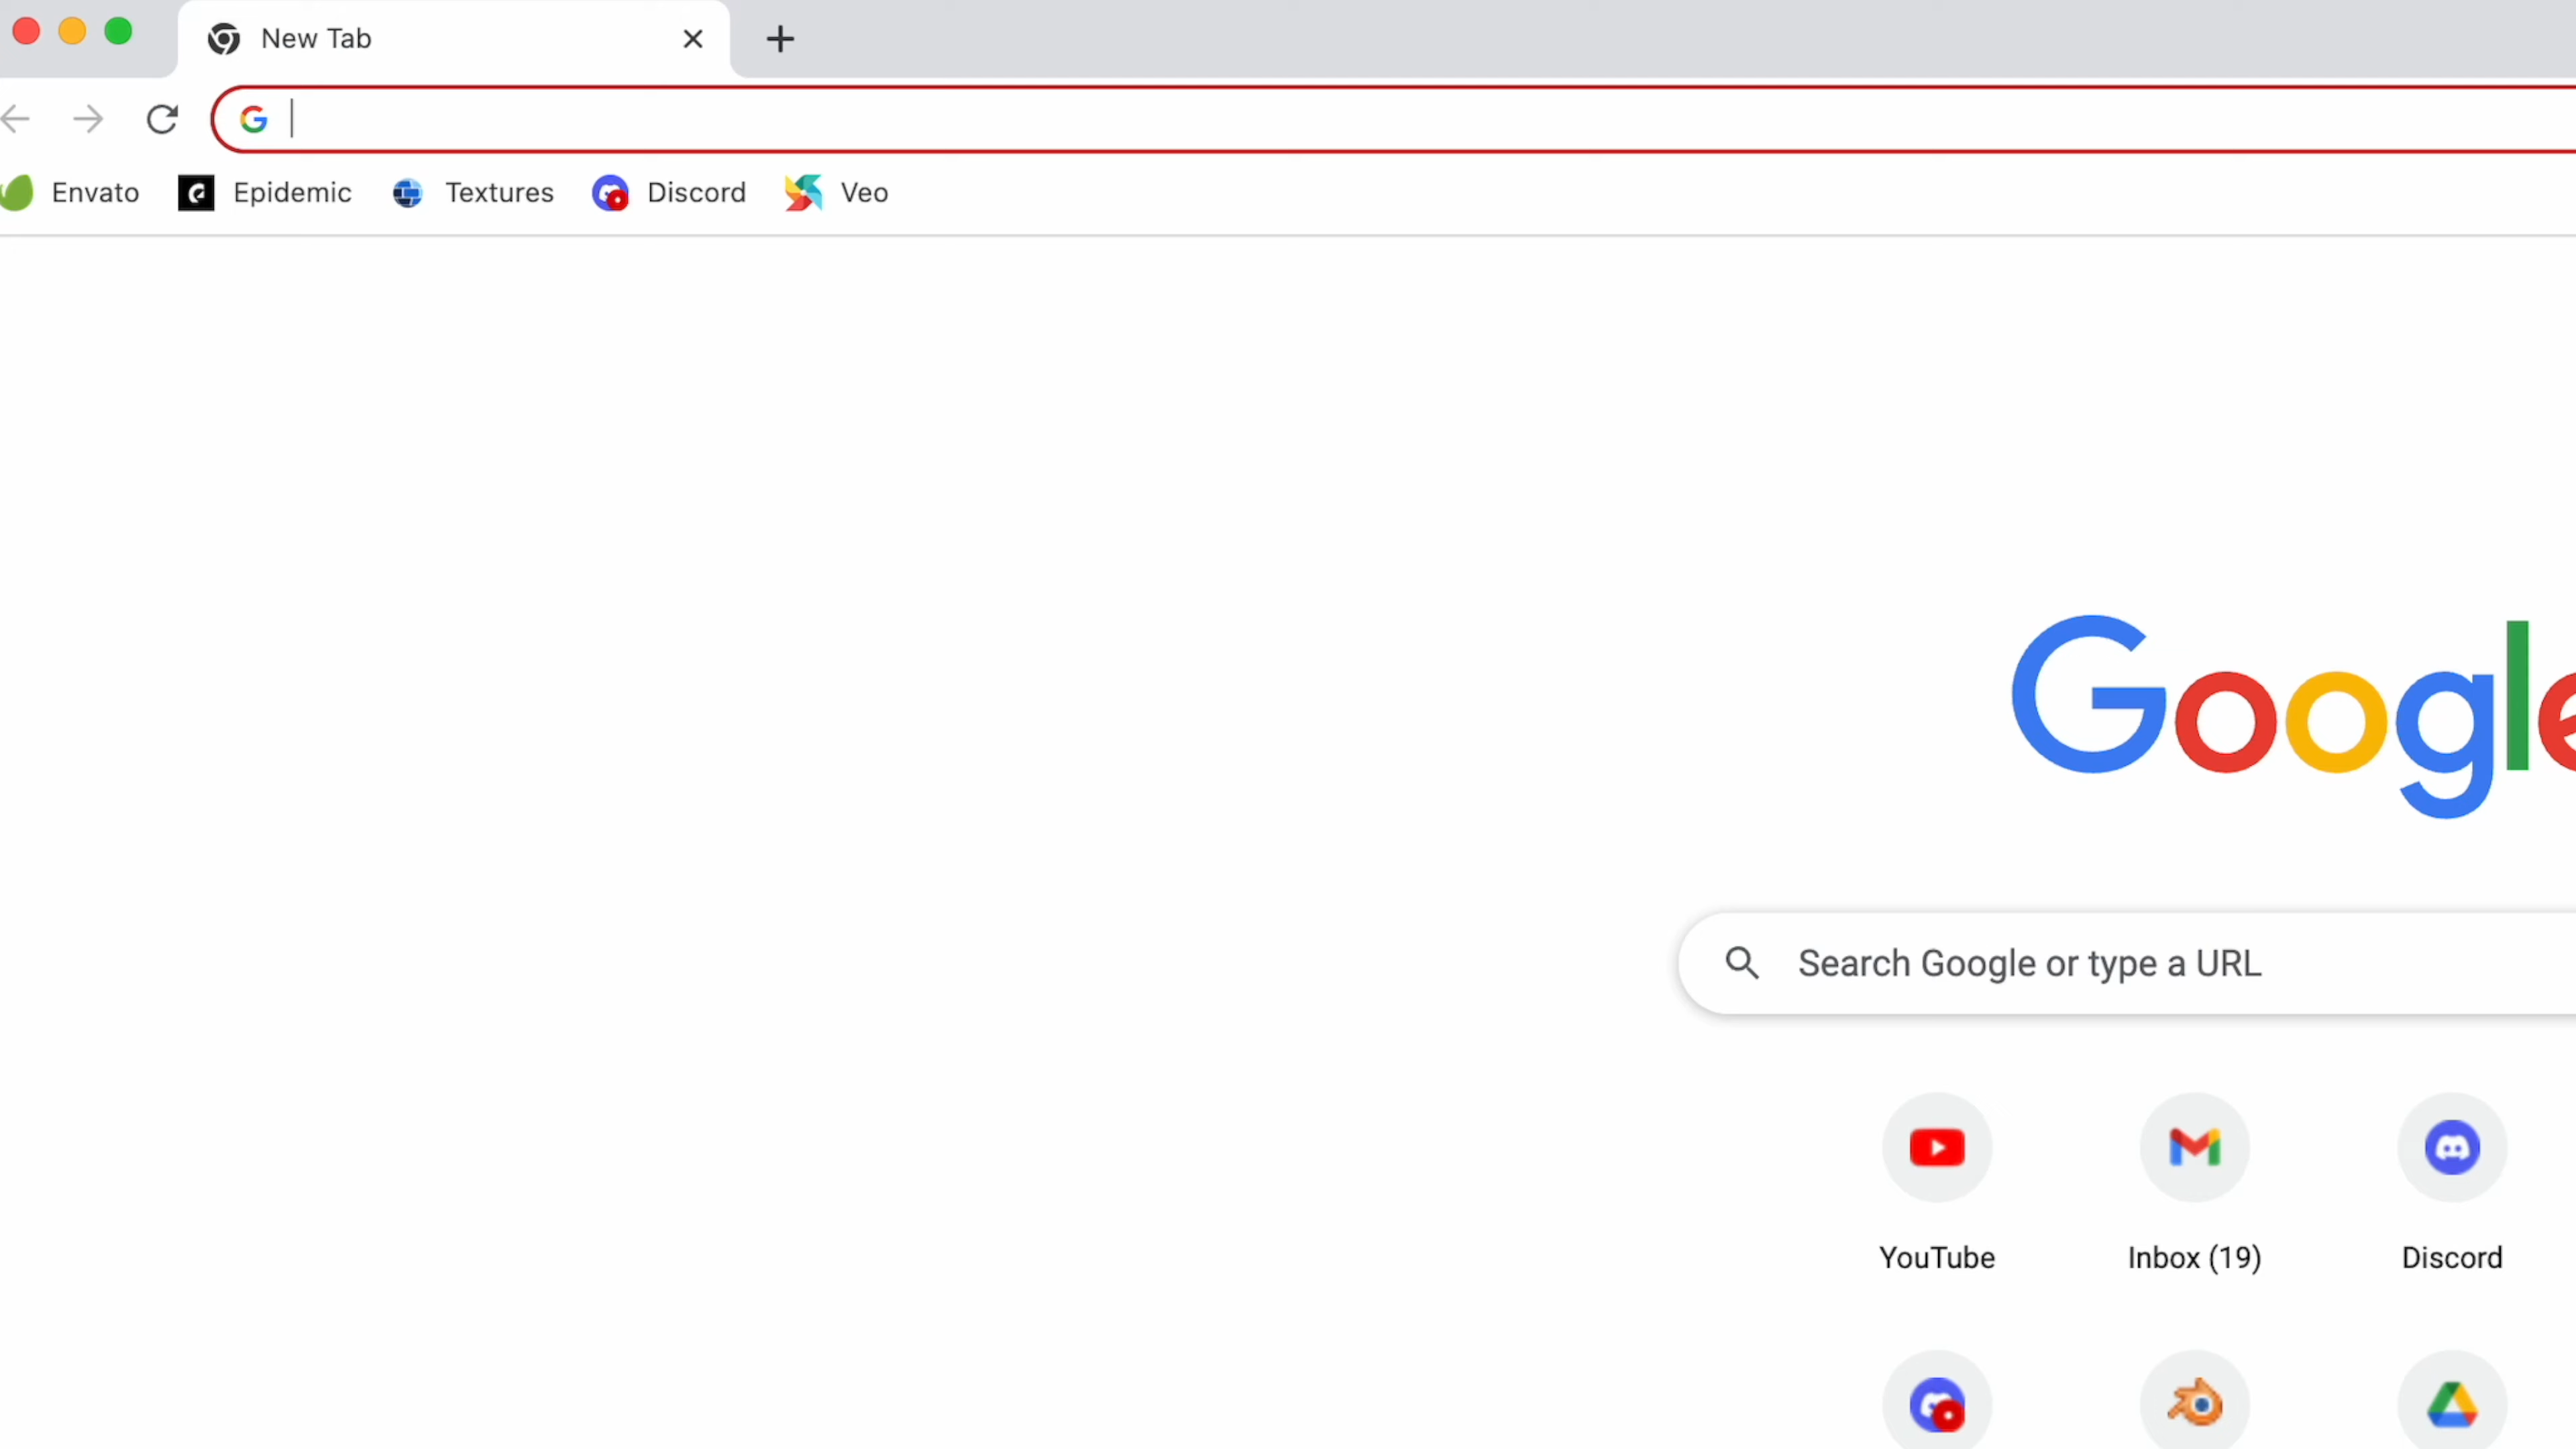 New Tab
Envato Epidemic Textures Discord Veo
Google
Search Google or type a URL
YouTube Inbox (19) Discord